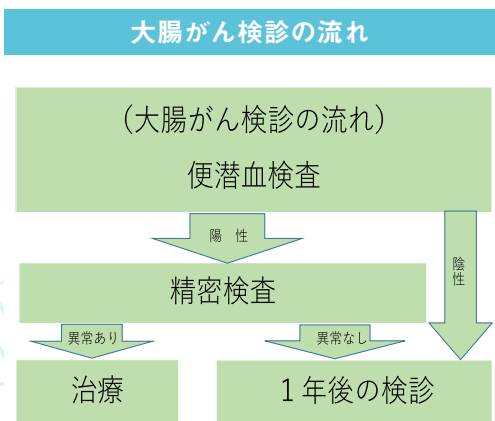 大腸がん検診の流れ
（大腸がん検診の流れ）
便潜血検査
陽 性
陰性
精密検査
異常あり
異常なし
治療
１年後の検診